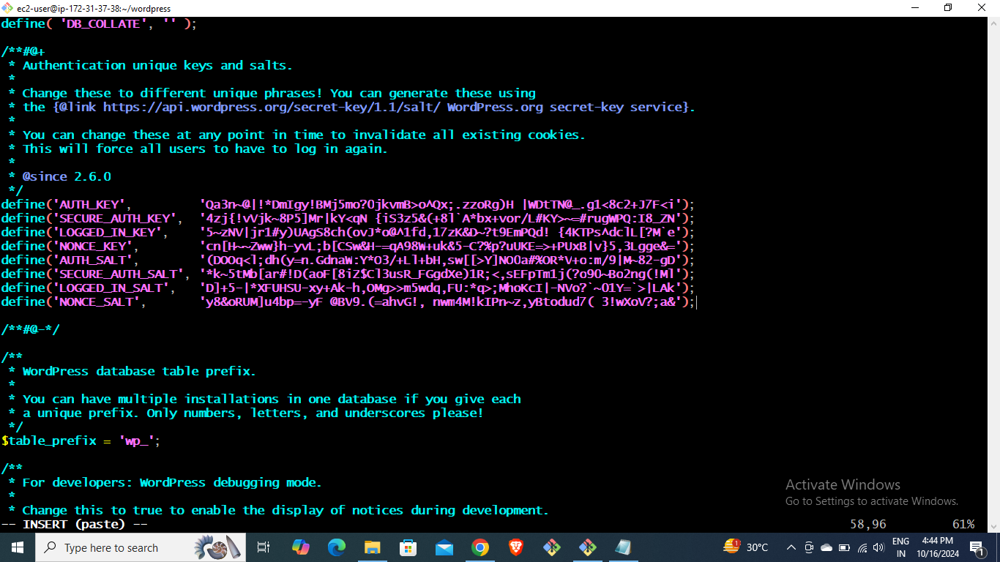 ec2-user@ip-172-31-37-38:~/wordpress
define( 'DB_COLLATE', '' );
/**#@+
 * Authentication unique keys and salts.
 *
 * Change these to different unique phrases! You can generate these using
 * the {@link https://api.wordpress.org/secret-key/1.1/salt/ WordPress.org secret-key service}.
 *
 * You can change these at any point in time to invalidate all existing cookies.
 * This will force all users to have to log in again.
 *
 * @since 2.6.0
 */
define('AUTH_KEY',         'Qa3n~@|!*DmIgy!BMj5mo?OjkvmB>o^Qx;.zzoRg)H |WDtTN@_.g1<8c2+J7F<i');
define('SECURE_AUTH_KEY',  '4zj{!vVjk~8P5]Mr|kY<qN {iS3z5&(+8l`A*bx+vor/L#KY>~=#rugWPQ:I8_ZN');
define('LOGGED_IN_KEY',    '5~zNV|jr1#y)UAgS8ch(ovJ*o@^1fd,17zK&D~?t9EmPQd! {4KTPs^dclL[?M`e');
define('NONCE_KEY',        'cn[H~~Zww}h-yvL;b[CSw&H-=qA98W+uk&5-C?%p?uUKE=>+PUxB|v}5,3Lgge&=');
define('AUTH_SALT',        '(DOOq<l;dh(y=n.GdnaW:Y*O3/+Ll+bH,sw[[>Y]NO0a#%OR*V+o:m/9|M~82-gD');
define('SECURE_AUTH_SALT', '*k~5tMb[ar#!D(aoF[8iZ$Cl3usR_FGgdXe)1R;<,sEFpTm1j(?o9O~Bo2ng(!Ml');
define('LOGGED_IN_SALT',   'D]+5-|*XFUHSU-xy+Ak-h,OMg>>m5wdq,FU:*q>;MhoKcI|-NVo?`~O1Y=`>|LAk');
define('NONCE_SALT',       'y8&oRUM]u4bp=-yF @BV9.(=ahvG!, nwm4M!kIPn~z,yBtodud7( 3!wXoV?;a&');
/**#@-*/
/**
 * WordPress database table prefix.
 *
 * You can have multiple installations in one database if you give each
 * a unique prefix. Only numbers, letters, and underscores please!
 */
$table_prefix = 'wp_';
/**
 * For developers: WordPress debugging mode.
 *
 * Change this to true to enable the display of notices during development.
-- INSERT (paste) --
58,96
61%
Activate Windows
Go to Settings to activate Windows.
Type here to search
1
30°C
ENG
IN
4:44 PM
10/16/2024
1